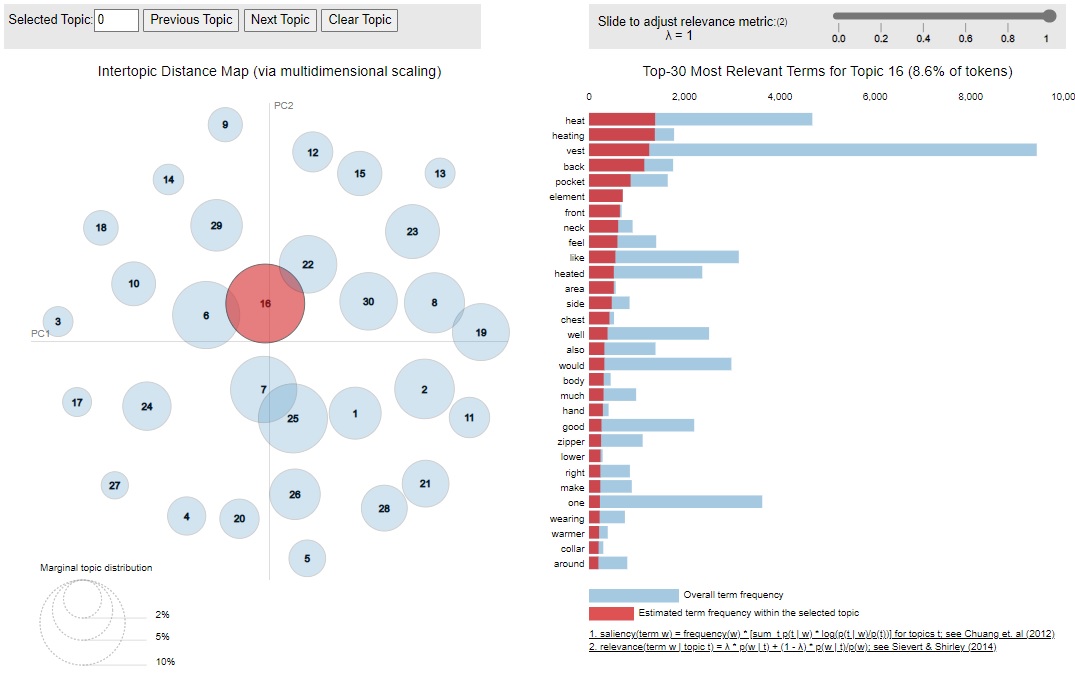 Selected Topic: 0 Previous Topic Next Topic Clear Topic
Slide to adjust relevance metric:(2)
λ = 1
0.0 0.2 0.4 0.6 0.8 1
Intertopic Distance Map (via multidimensional scaling)
PC2
PC1
9
12
15
13
14
18
29
23
22
10
16
6
30
8
3
19
7
2
17
24
25
1
11
27
26
21
4
20
28
5
Marginal topic distribution
2%
5%
10%
Top-30 Most Relevant Terms for Topic 16 (8.6% of tokens)
0 2,000 4,000 6,000 8,000 10,00
heat
heating
vest
back
pocket
element
front
neck
feel
like
heated
area
side
chest
well
also
would
body
much
hand
good
zipper
lower
right
make
one
wearing
warmer
collar
around
Overall term frequency
Estimated term frequency within the selected topic
1. saliency(term w) = frequency(w) * [sum_t p(t | w) * log(p(t | w)/p(t))] for topics t; see Chuang et. al (2012)
2. relevance(term w | topic t) = λ * p(w | t) + (1 - λ) * p(w | t)/p(w); see Sievert & Shirley (2014)